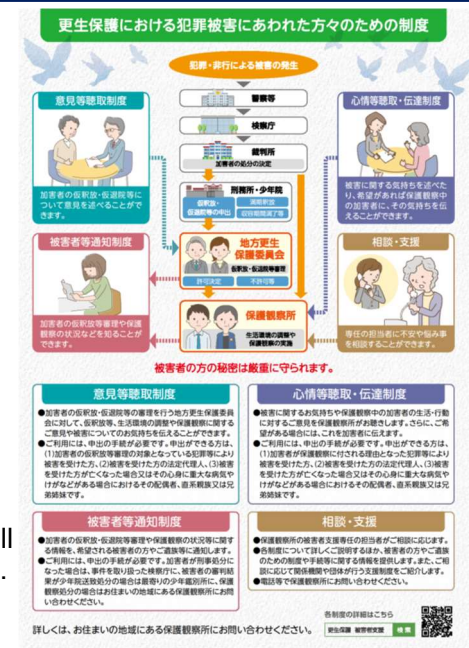 更生保護における犯罪被害にあわれた方々のための制度
犯罪・非行による被害の発生
警察等
検察庁
裁判所
加害者の処分の決定
刑務所・少年院
仮釈放・
仮退院等の申出
満期釈放
収容期間満了等
地方更生
保護委員会
仮釈放・仮退院等審理
許可決定
不許可等
保護観察所
生活環境の調整や
保護観察の実施
意見等聴取制度
加害者の仮釈放・仮退院等に
ついて意見を述べることがで
きます。
被害者等通知制度
加害者の仮釈放等審理や保護
観察の状況などを知ることが
できます。
心情等聴取・伝達制度
被害に関する気持ちを述べた
り、希望があれば保護観察中
の加害者に、その気持ちを伝
えることができます。
相談・支援
専任の担当者に不安や悩み事
を相談することができます。
被害者の方の秘密は厳重に守られます。
意見等聴取制度
●加害者の仮釈放・仮退院等の審理を行う地方更生保護委員
会に対して、仮釈放等、生活環境の調整や保護観察に関する
ご意見や被害についてのお気持ちを伝えることができます。
●ご利用には、申出の手続が必要です。申出ができる方は、
(1)加害者の仮釈放等審理の対象となっている犯罪等により
被害を受けた方、(2)被害を受けた方の法定代理人、(3)被害
を受けた方が亡くなった場合又はその心身に重大な病気や
けがなどがある場合におけるその配偶者、直系親族又は兄
弟姉妹です。
心情等聴取・伝達制度
●被害に関するお気持ちや保護観察中の加害者の生活・行動
に対するご意見を保護観察所がお聴きします。さらに、ご希
望がある場合には、これを加害者に伝えます。
●ご利用には、申出の手続が必要です。申出ができる方は、
(1)加害者が保護観察に付される理由となった犯罪等により
被害を受けた方、(2)被害を受けた方の法定代理人、(3)被害
を受けた方が亡くなった場合又はその心身に重大な病気や
けがなどがある場合におけるその配偶者、直系親族又は兄
弟姉妹です。
被害者等通知制度
●加害者の仮釈放・仮退院等審理や保護観察の状況等に関す
る情報を、希望される被害者の方やご遺族等に通知します。
●ご利用には、申出の手続が必要です。加害者が刑事処分に
なった場合は、事件を取り扱った検察庁に、被害者の審判結
果が少年院送致処分の場合は最寄りの少年鑑別所に、保護
観察処分の場合はお住まいの地域にある保護観察所にお問
い合わせください。
相談・支援
●保護観察所の被害者支援専任の担当者がご相談に応じます。
●各制度について詳しくご説明するほか、被害者の方やご遺族
のための制度や手続等に関する情報を提供します。また、ご相
談に応じて関係機関や団体が行う支援制度をご紹介します。
●電話等で保護観察所にお問い合わせください。
ll
.
詳しくは、お住まいの地域にある保護観察所にお問い合わせください。
各制度の詳細はこちら
更生保護 被害者支援
検索